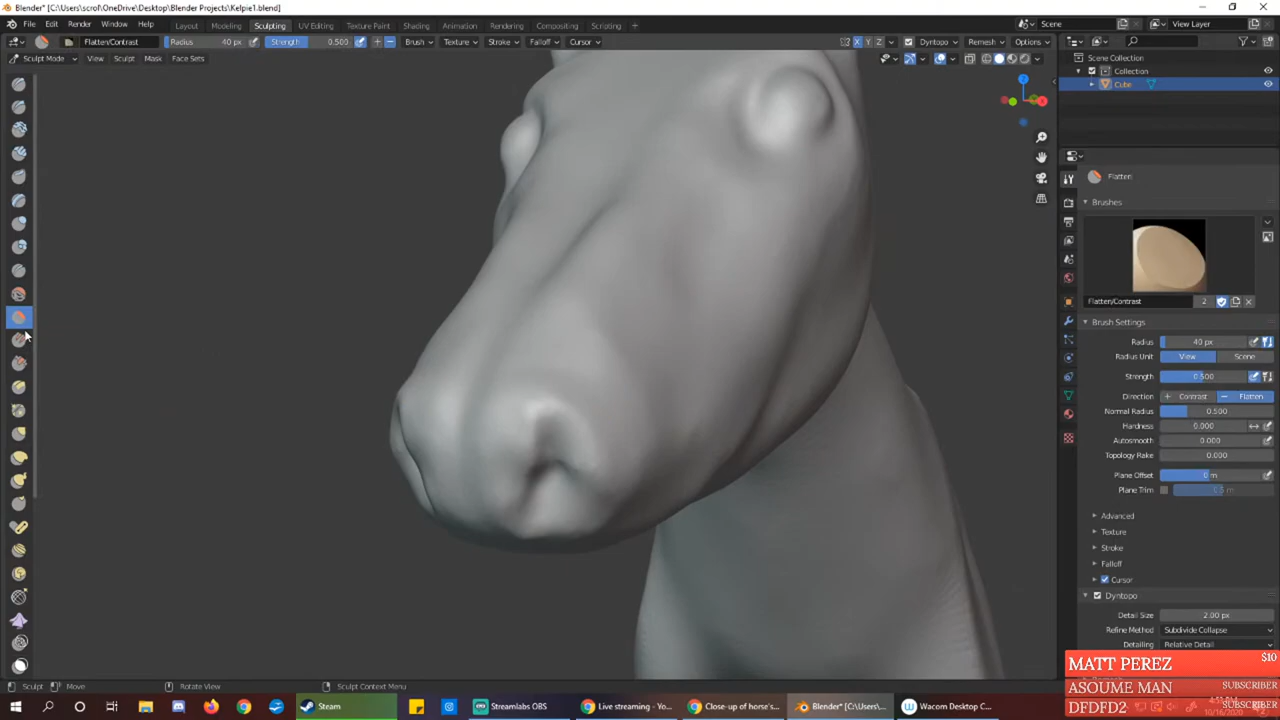 Blender* [C:\Users\scrof\OneDrive\Desktop\Blender Projects\Kelpie1.blend]
File Edit Render Window Help Layout Modeling Sculpting UV Editing Texture Paint Shading Animation Rendering Compositing Scripting + Scene View Layer
Flatten/Contrast Radius 40 px Strength 0.500 + − Brush Texture Stroke Falloff Cursor X Y Z Dyntopo Remesh Options
Sculpt Mode View Sculpt Mask Face Sets
Scene Collection
Collection
Cube
Flatten
Brushes
Flatten/Contrast 2
Brush Settings
Radius 40 px
Radius Unit View Scene
Strength 0.500
Direction + Contrast − Flatten
Normal Radius 0.500
Hardness 0.000
Autosmooth 0.000
Topology Rake 0.000
Plane Offset 0 m
Plane Trim 0.5 m
Advanced
Texture
Stroke
Falloff
Cursor
Dyntopo
Detail Size 2.00 px
Refine Method Subdivide Collapse
Detailing Relative Detail
MATT PEREZ $10
ASOUME MAN SUBSCRIBER
DFDFD2 SUBSCRIBER
Sculpt Move Rotate View Sculpt Context Menu
Steam Streamlabs OBS Live streaming - Yo... Close-up of horse's... Blender* [C:\Users\... Wacom Desktop C...
10/16/2020